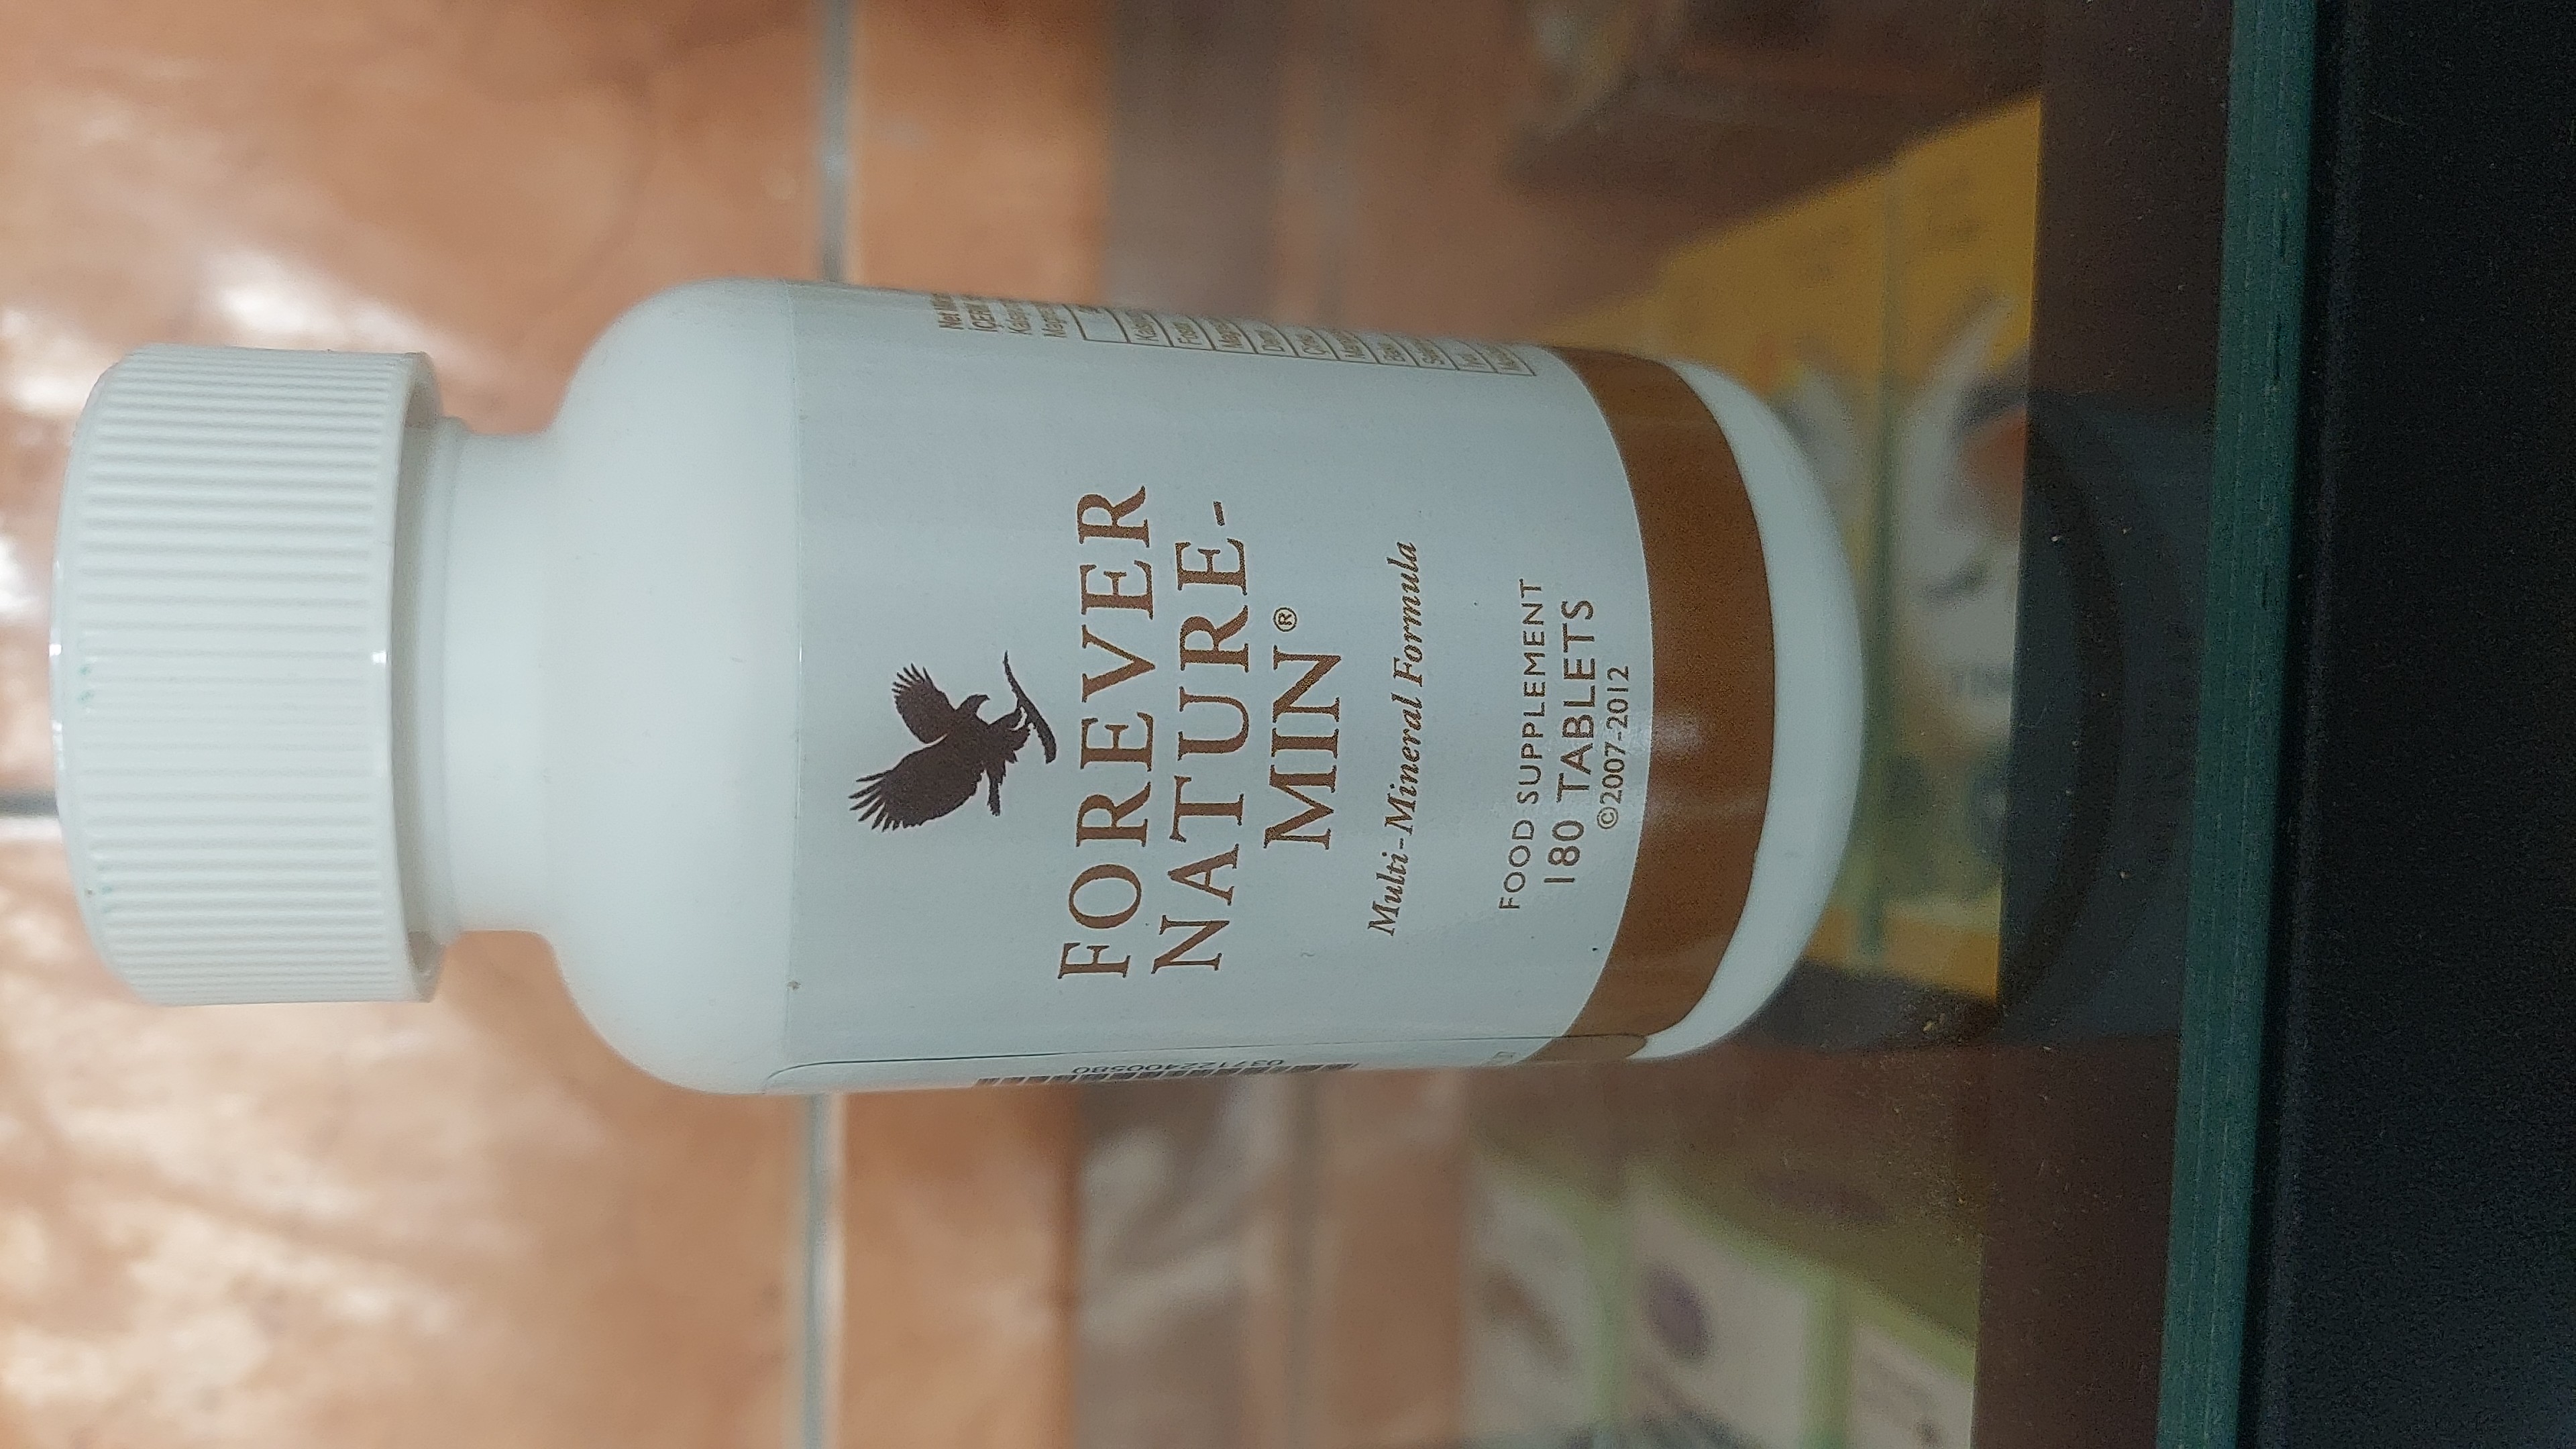 FOREVER
NATURE-
MIN®
Multi-Mineral Formula
FOOD SUPPLEMENT
180 TABLETS
©2007-2012